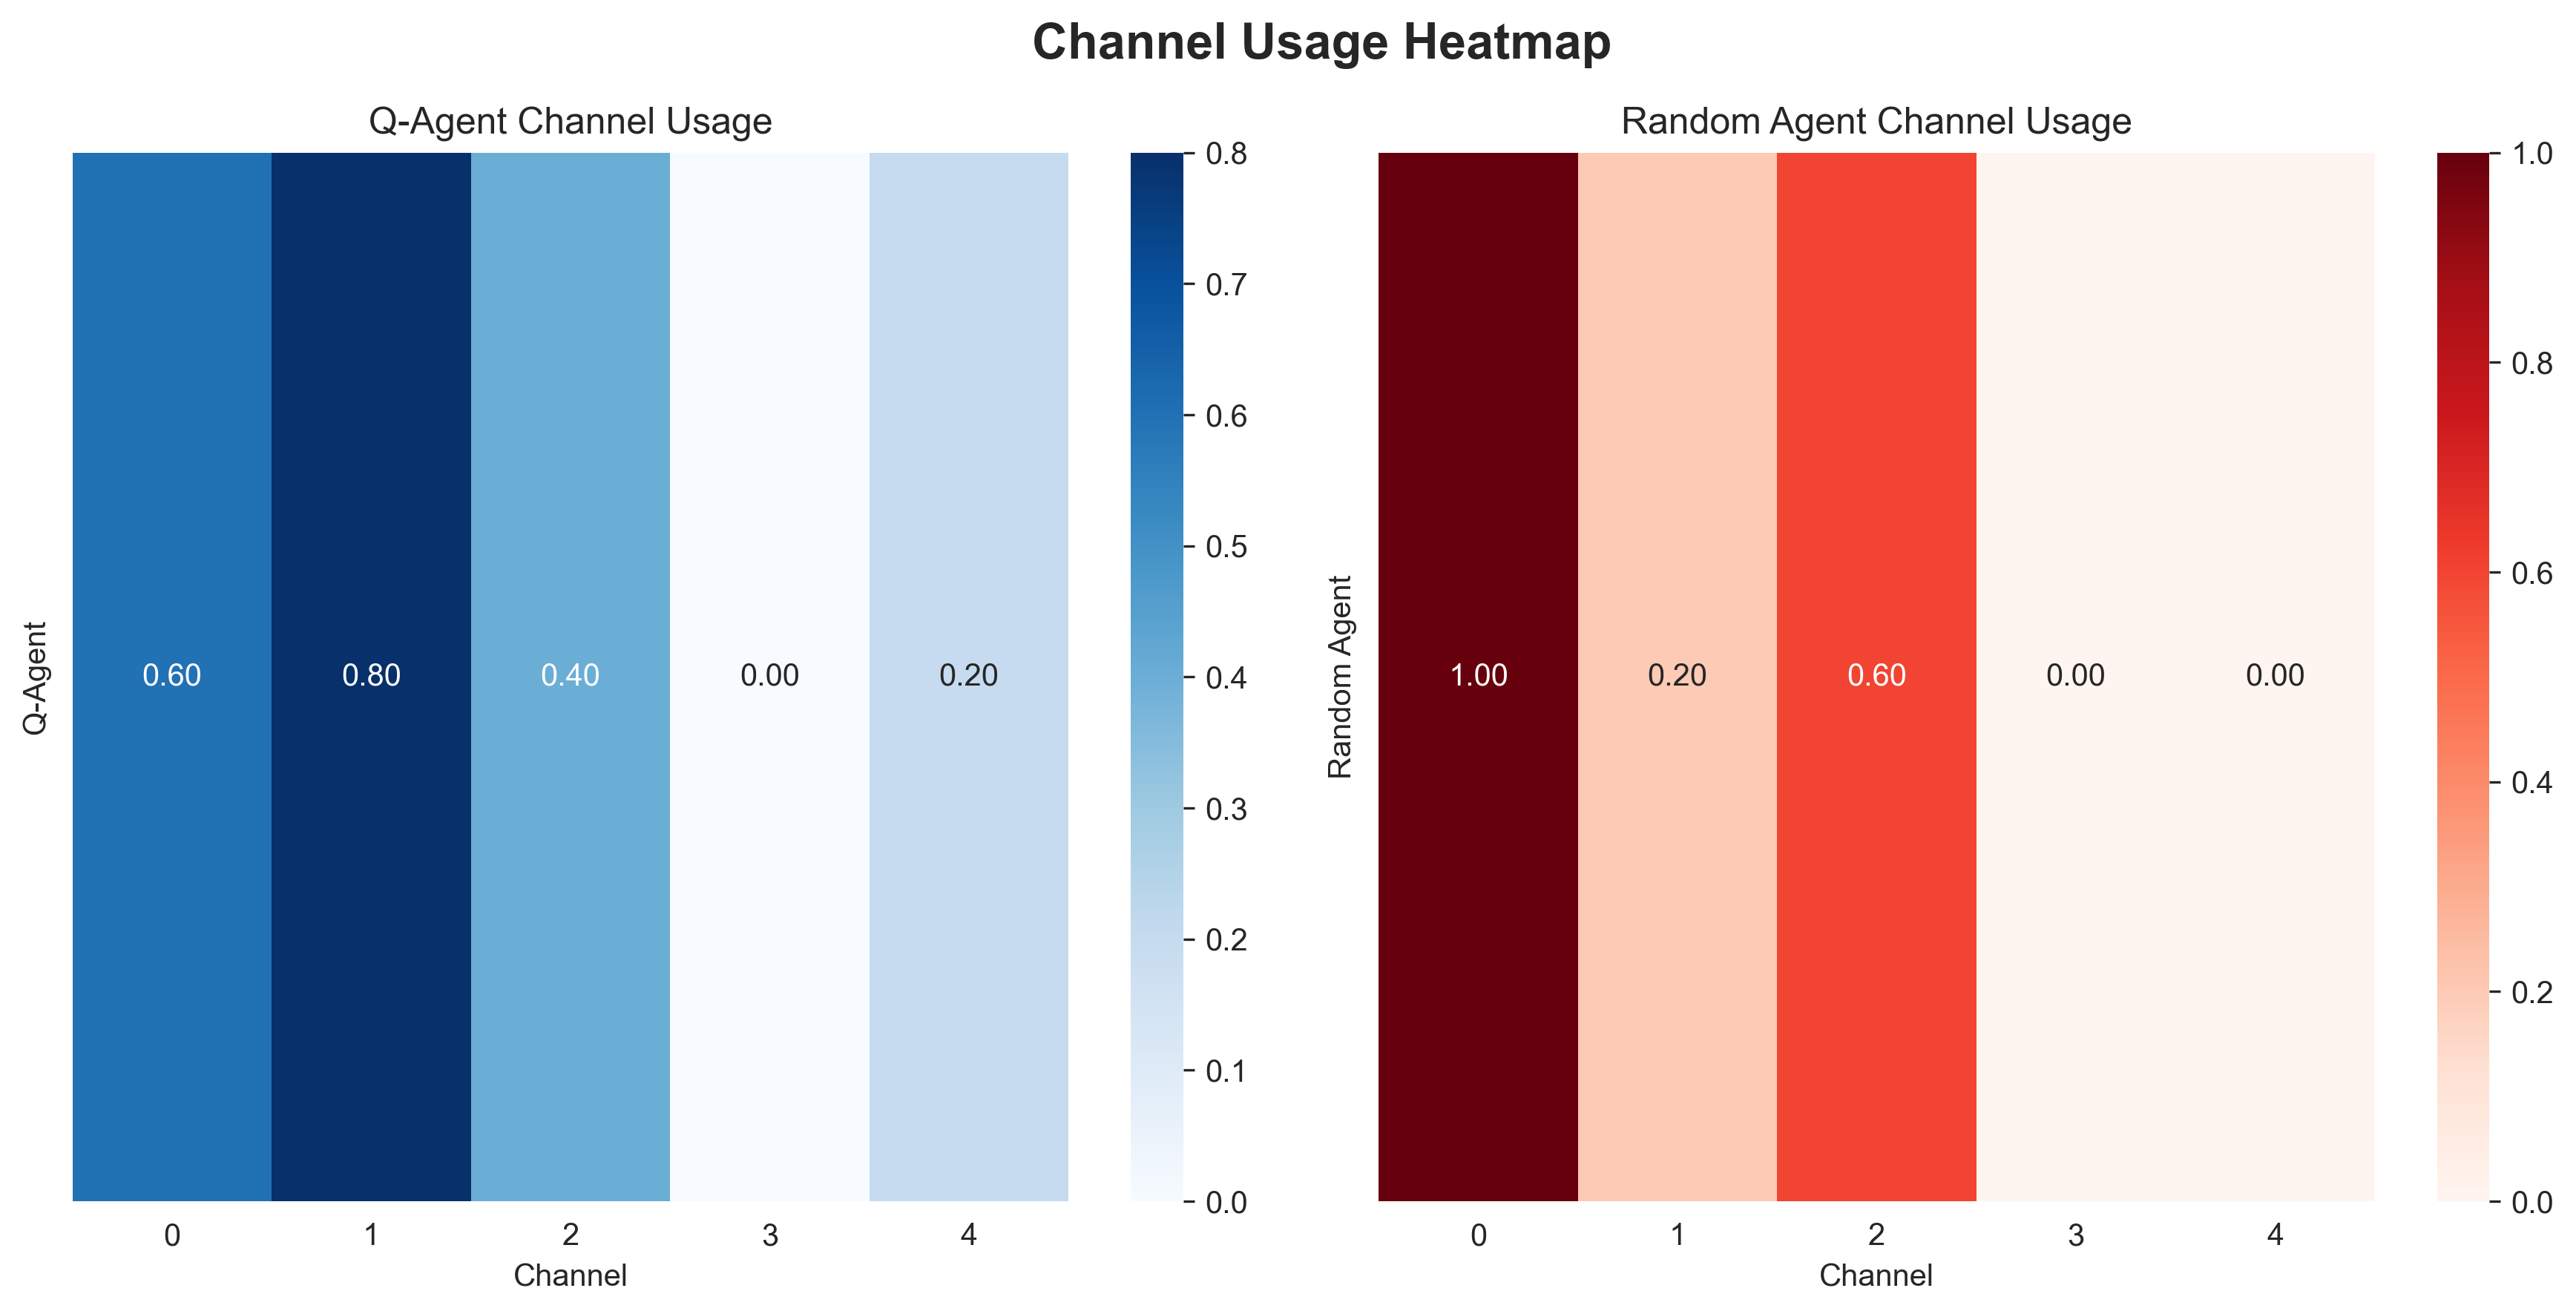 Channel Usage Heatmap
Q-Agent Channel Usage
Q-Agent
0.60 0.80 0.40 0.00 0.20
0 1 2 3 4
Channel
0.8
0.7
0.6
0.5
0.4
0.3
0.2
0.1
0.0
Random Agent Channel Usage
Random Agent
1.00 0.20 0.60 0.00 0.00
0 1 2 3 4
Channel
1.0
0.8
0.6
0.4
0.2
0.0